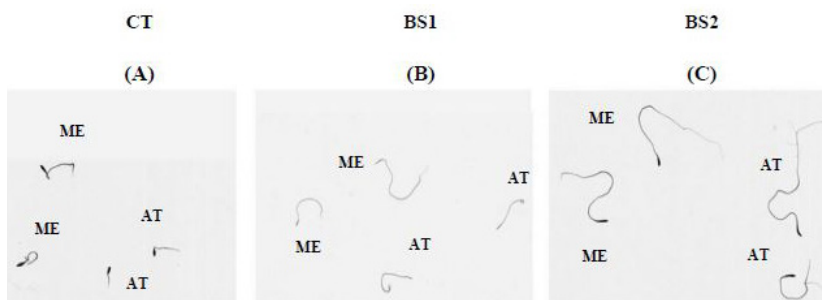 CT BS1 BS2
(A) (B) (C)
ME ME
ME AT AT
ME AT
ME AT ME AT
AT